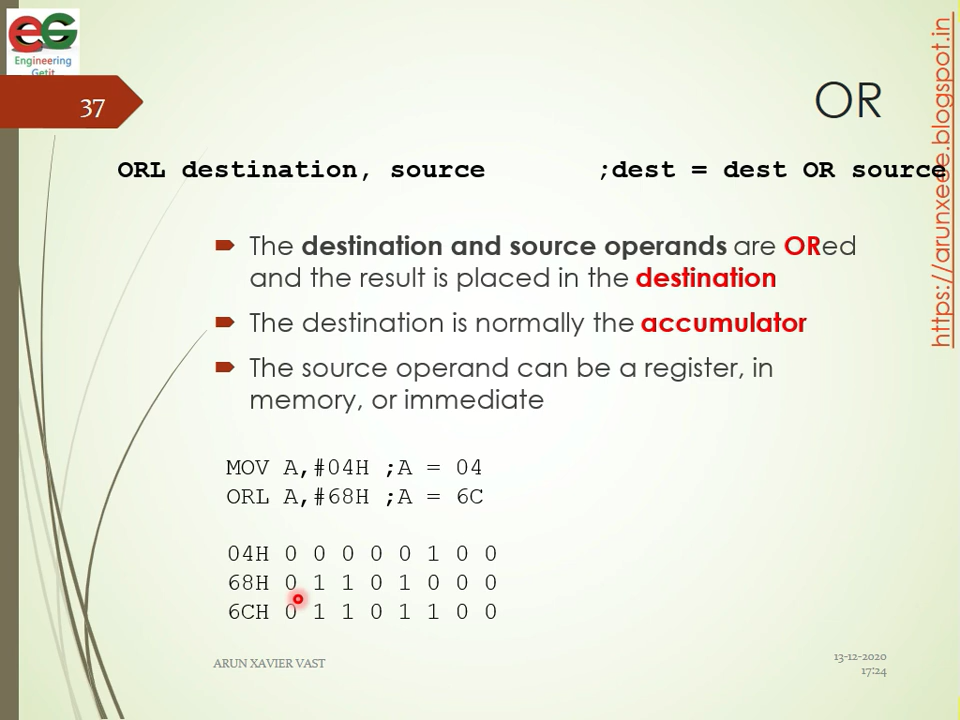 eG
Engineering
Getit
37
OR
https://arunxeee.blogspot.in
ORL destination, source ;dest = dest OR source
The destination and source operands are ORed
and the result is placed in the destination
The destination is normally the accumulator
The source operand can be a register, in
memory, or immediate
MOV A,#04H ;A = 04
ORL A,#68H ;A = 6C
04H 0 0 0 0 0 1 0 0
68H 0 1 1 0 1 0 0 0
6CH 0 1 1 0 1 1 0 0
ARUN XAVIER VAST
13-12-2020
17:24